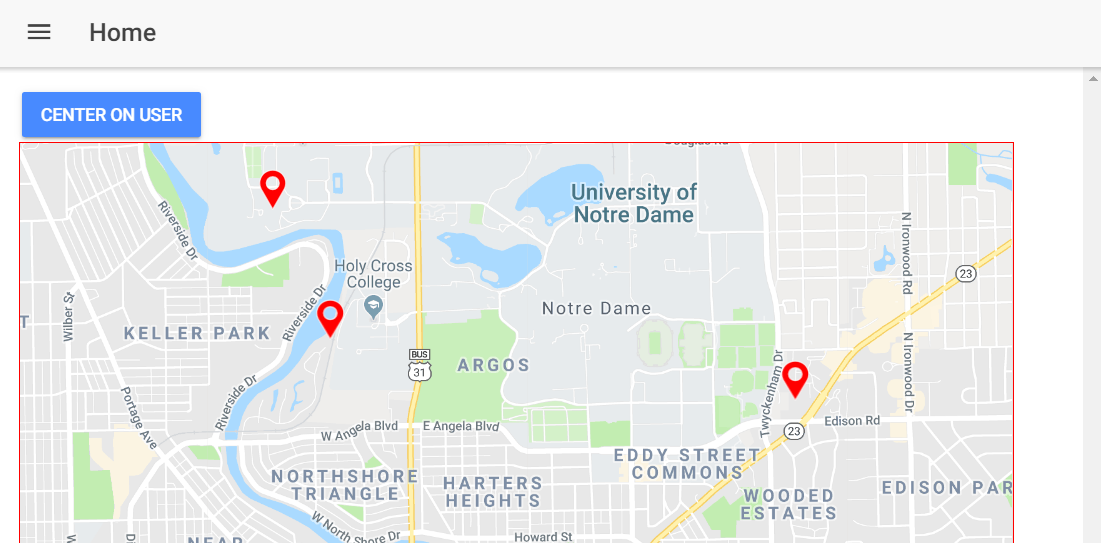 Home
CENTER ON USER
Douglas Rd
University of
Notre Dame
Riverside Dr
N Ironwood Rd
Holy Cross
College
23
Wilber St
Riverside Dr
Notre Dame
T
KELLER PARK
N Ironwood Dr
BUS
31
ARGOS
Twyckenham Dr
Riverside Dr
Portage Ave
W Angela Blvd
E Angela Blvd
23
Edison Rd
EDDY STREET
COMMONS
NORTHSHORE
TRIANGLE
HARTERS
HEIGHTS
WOODED
ESTATES
EDISON PAR
W North Shore Dr
NEAR
Howard St